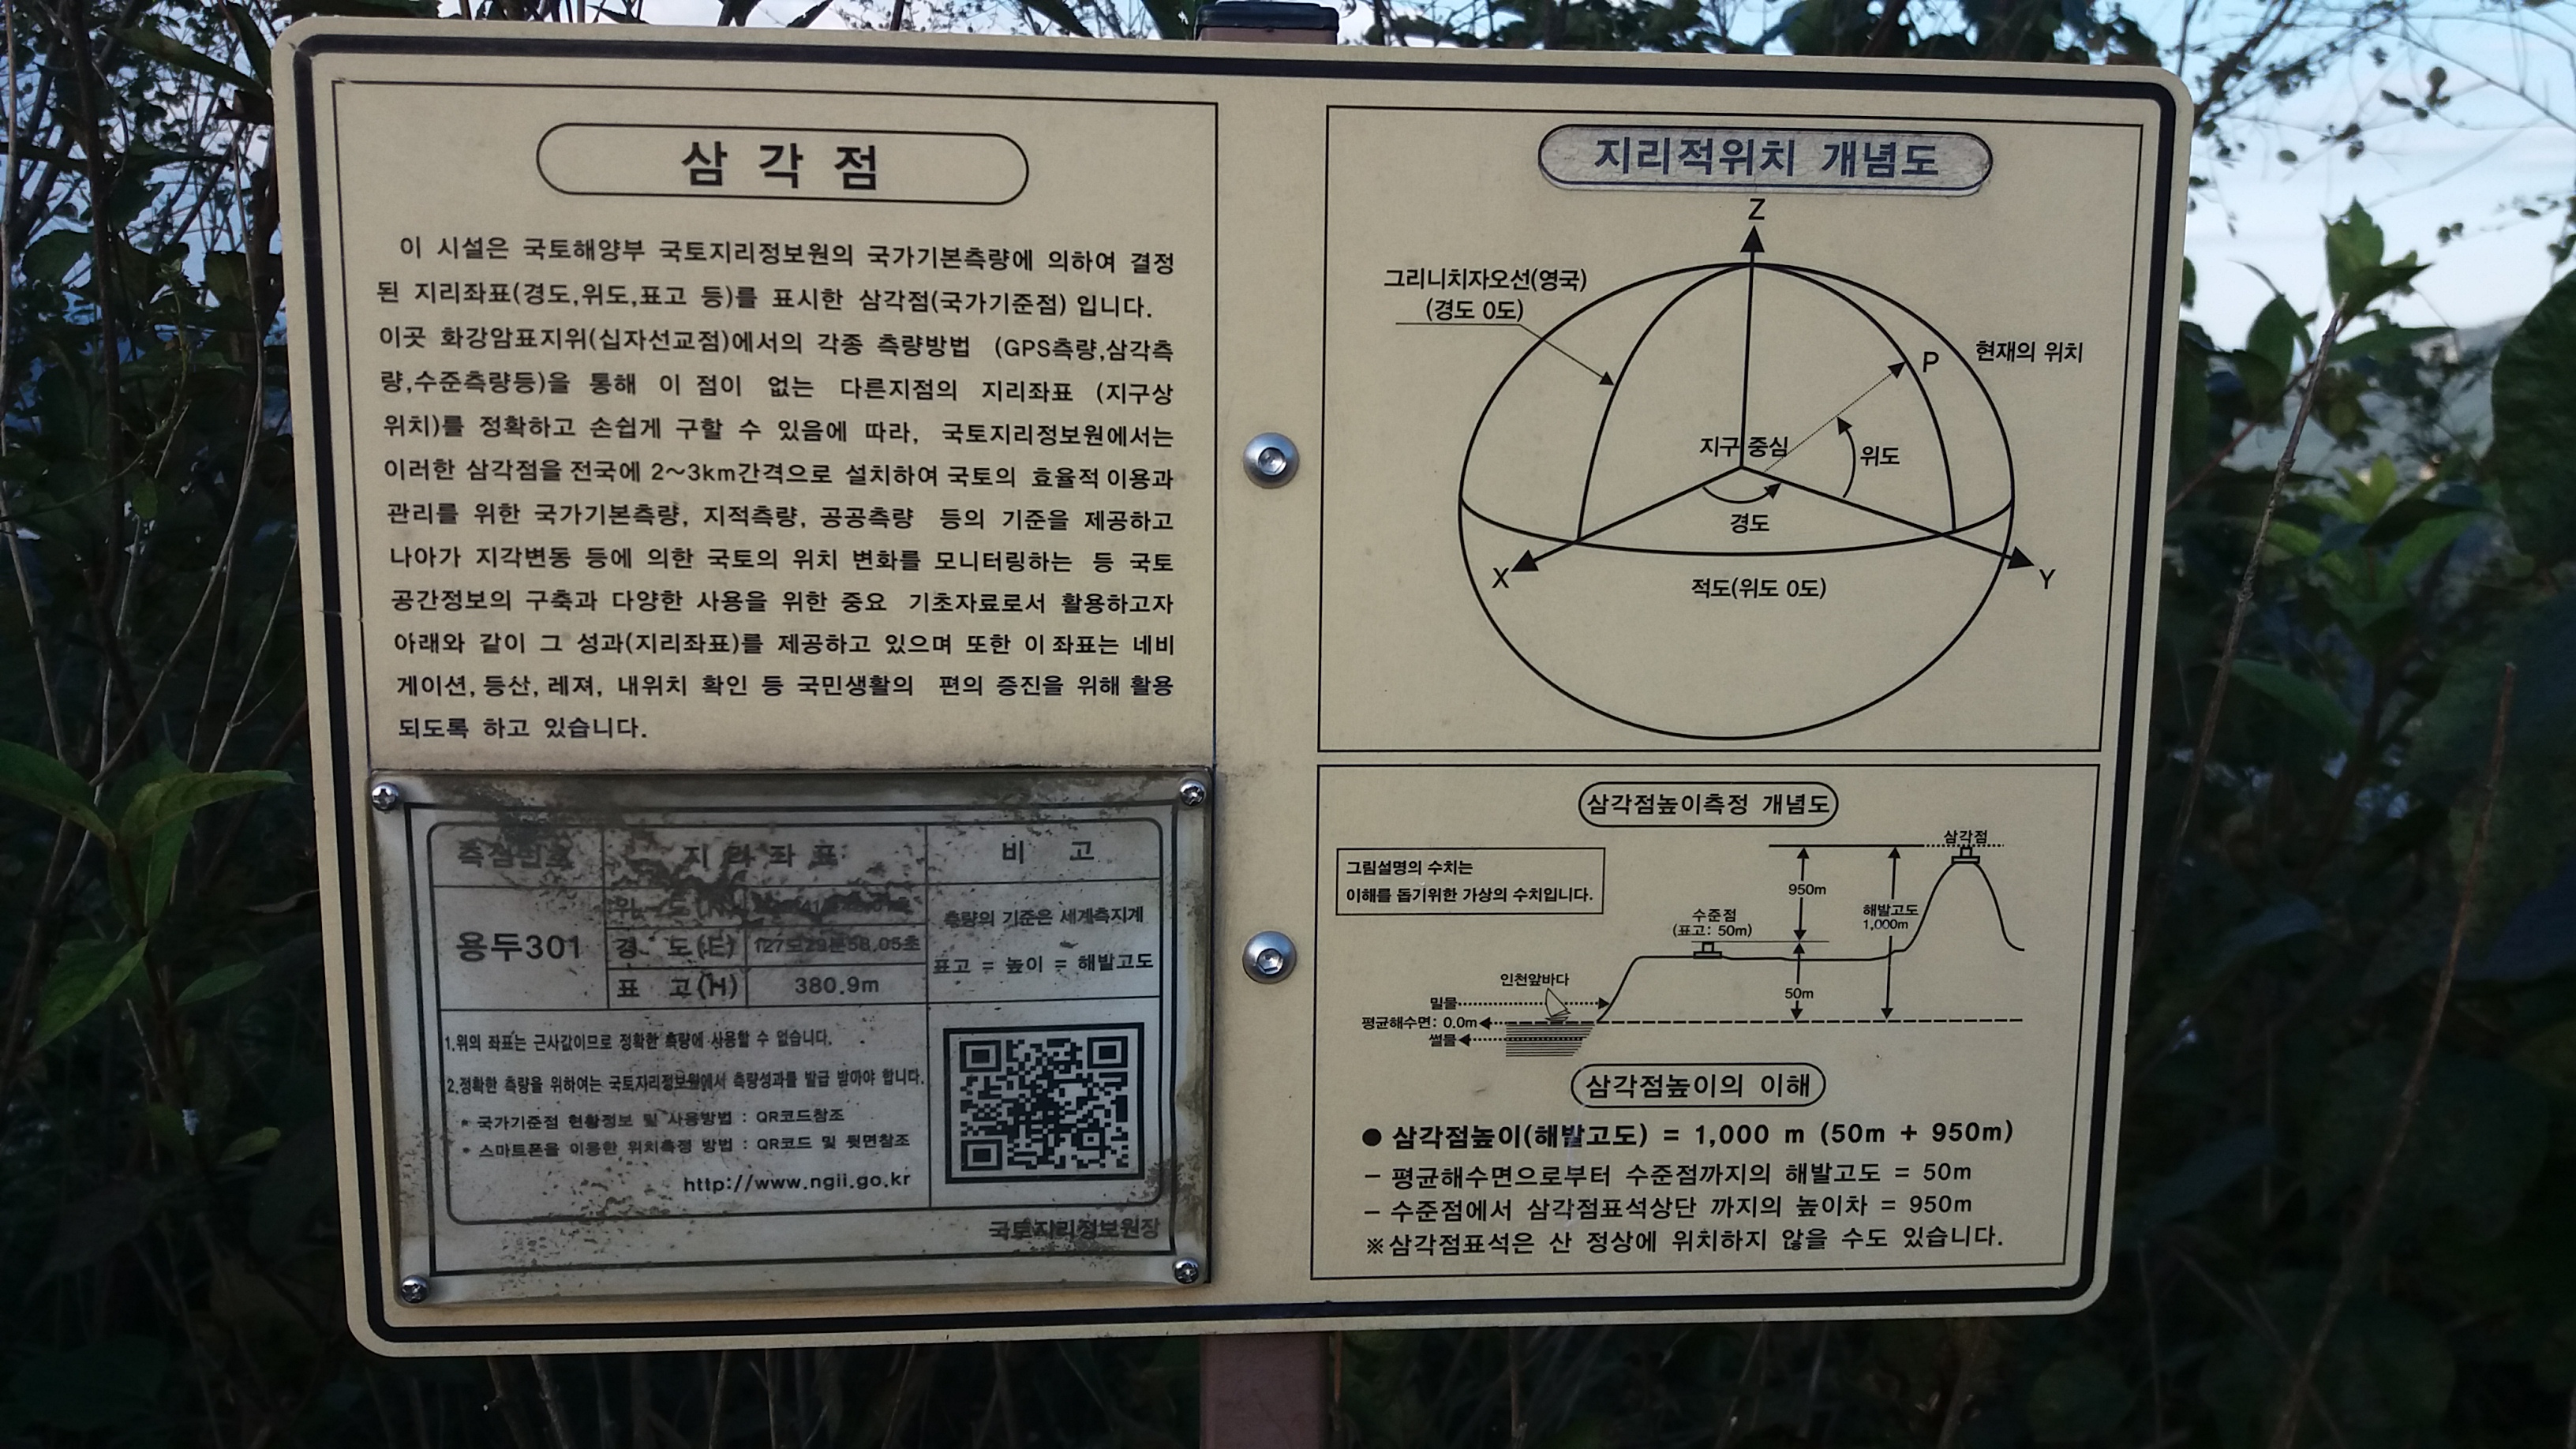 삼각점
이 시설은 국토해양부 국토지리정보원의 국가기본측량에 의하여 결정
된 지리좌표(경도,위도,표고 등)를 표시한 삼각점(국가기준점) 입니다.
이곳 화강암표지위(십자선교점)에서의 각종 측량방법 (GPS측량,삼각측
량,수준측량등)을 통해 이 점이 없는 다른지점의 지리좌표 (지구상
위치)를 정확하고 손쉽게 구할 수 있음에 따라, 국토지리정보원에서는
이러한 삼각점을 전국에 2~3km간격으로 설치하여 국토의 효율적 이용과
관리를 위한 국가기본측량, 지적측량, 공공측량 등의 기준을 제공하고
나아가 지각변동 등에 의한 국토의 위치 변화를 모니터링하는 등 국토
공간정보의 구축과 다양한 사용을 위한 중요 기초자료로서 활용하고자
아래와 같이 그 성과(지리좌표)를 제공하고 있으며 또한 이 좌표는 네비
게이션, 등산, 레져, 내위치 확인 등 국민생활의 편의 증진을 위해 활용
되도록 하고 있습니다.
측점번호 지리좌표 비 고
용두301
경 도(E) 127도29분58.05초
표 고(H) 380.9m
측량의 기준은 세계측지계
표고 = 높이 = 해발고도
1.위의 좌표는 근사값이므로 정확한 측량에 사용할 수 없습니다.
2.정확한 측량을 위하여는 국토지리정보원에서 측량성과를 발급 받아야 합니다.
* 국가기준점 현황정보 및 사용방법 : QR코드참조
* 스마트폰을 이용한 위치측정 방법 : QR코드 및 뒷면참조
http://www.ngii.go.kr
국토지리정보원장
지리적위치 개념도
Z
그리니치자오선(영국)
(경도 0도)
P
현재의 위치
지구 중심
위도
경도
X
Y
적도(위도 0도)
삼각점높이측정 개념도
그림설명의 수치는
이해를 돕기위한 가상의 수치입니다.
삼각점
950m
해발고도
1,000m
수준점
(표고: 50m)
인천앞바다
50m
밀물
평균해수면: 0.0m
썰물
삼각점높이의 이해
● 삼각점높이(해발고도) = 1,000 m (50m + 950m)
– 평균해수면으로부터 수준점까지의 해발고도 = 50m
– 수준점에서 삼각점표석상단 까지의 높이차 = 950m
※삼각점표석은 산 정상에 위치하지 않을 수도 있습니다.